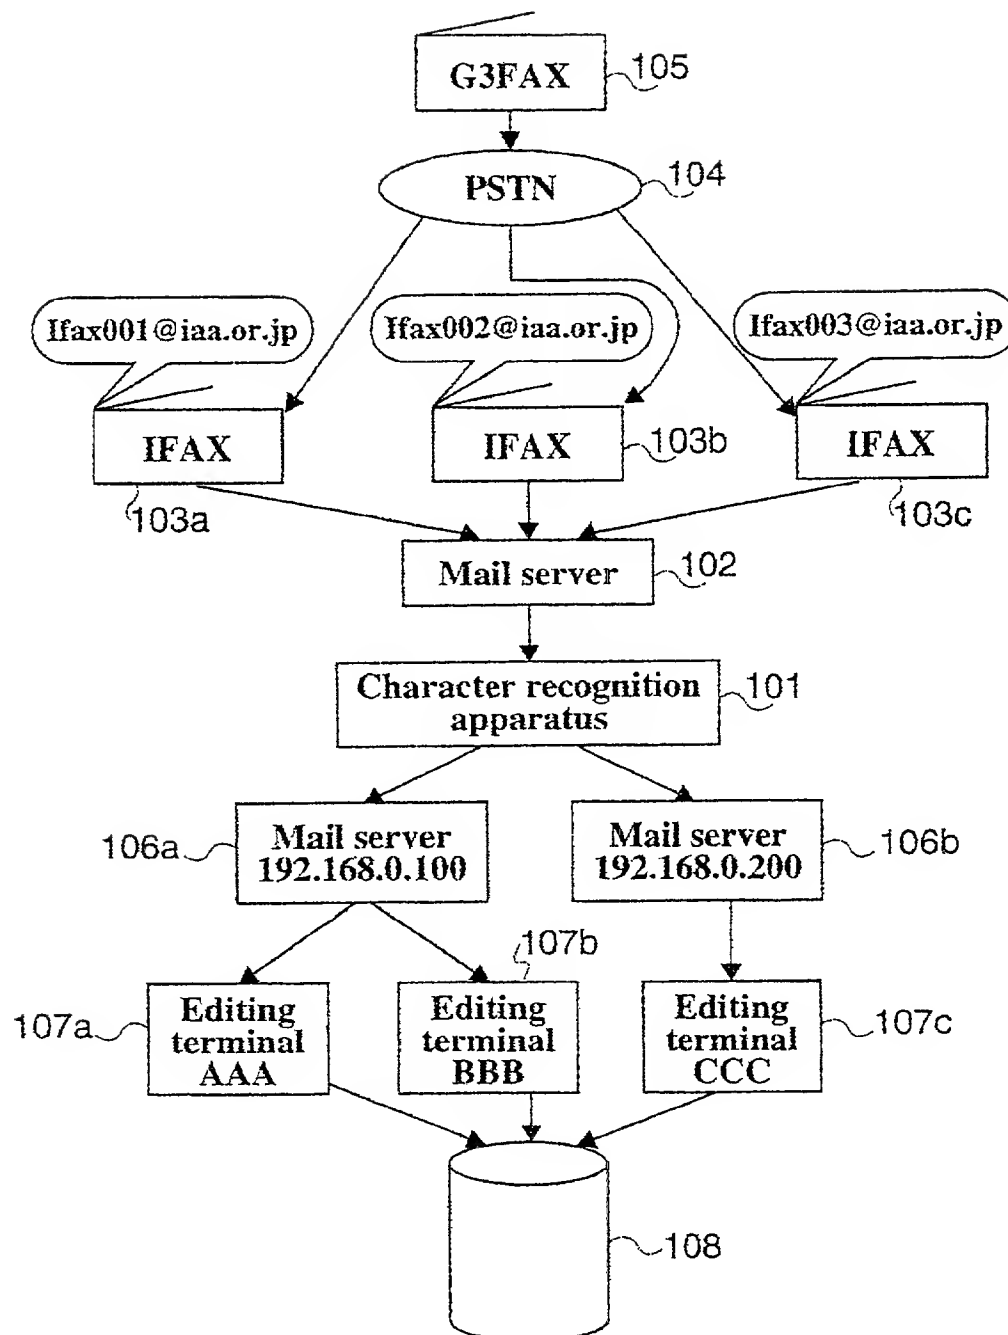 G3FAX
105
PSTN
104
Ifax001@iaa.or.jp
Ifax002@iaa.or.jp
Ifax003@iaa.or.jp
IFAX
IFAX
IFAX
103a
103b
103c
Mail server
102
Character recognition
apparatus
101
106a
Mail server
192.168.0.100
Mail server
192.168.0.200
106b
107a
Editing
terminal
AAA
107b
Editing
terminal
BBB
Editing
terminal
CCC
107c
108